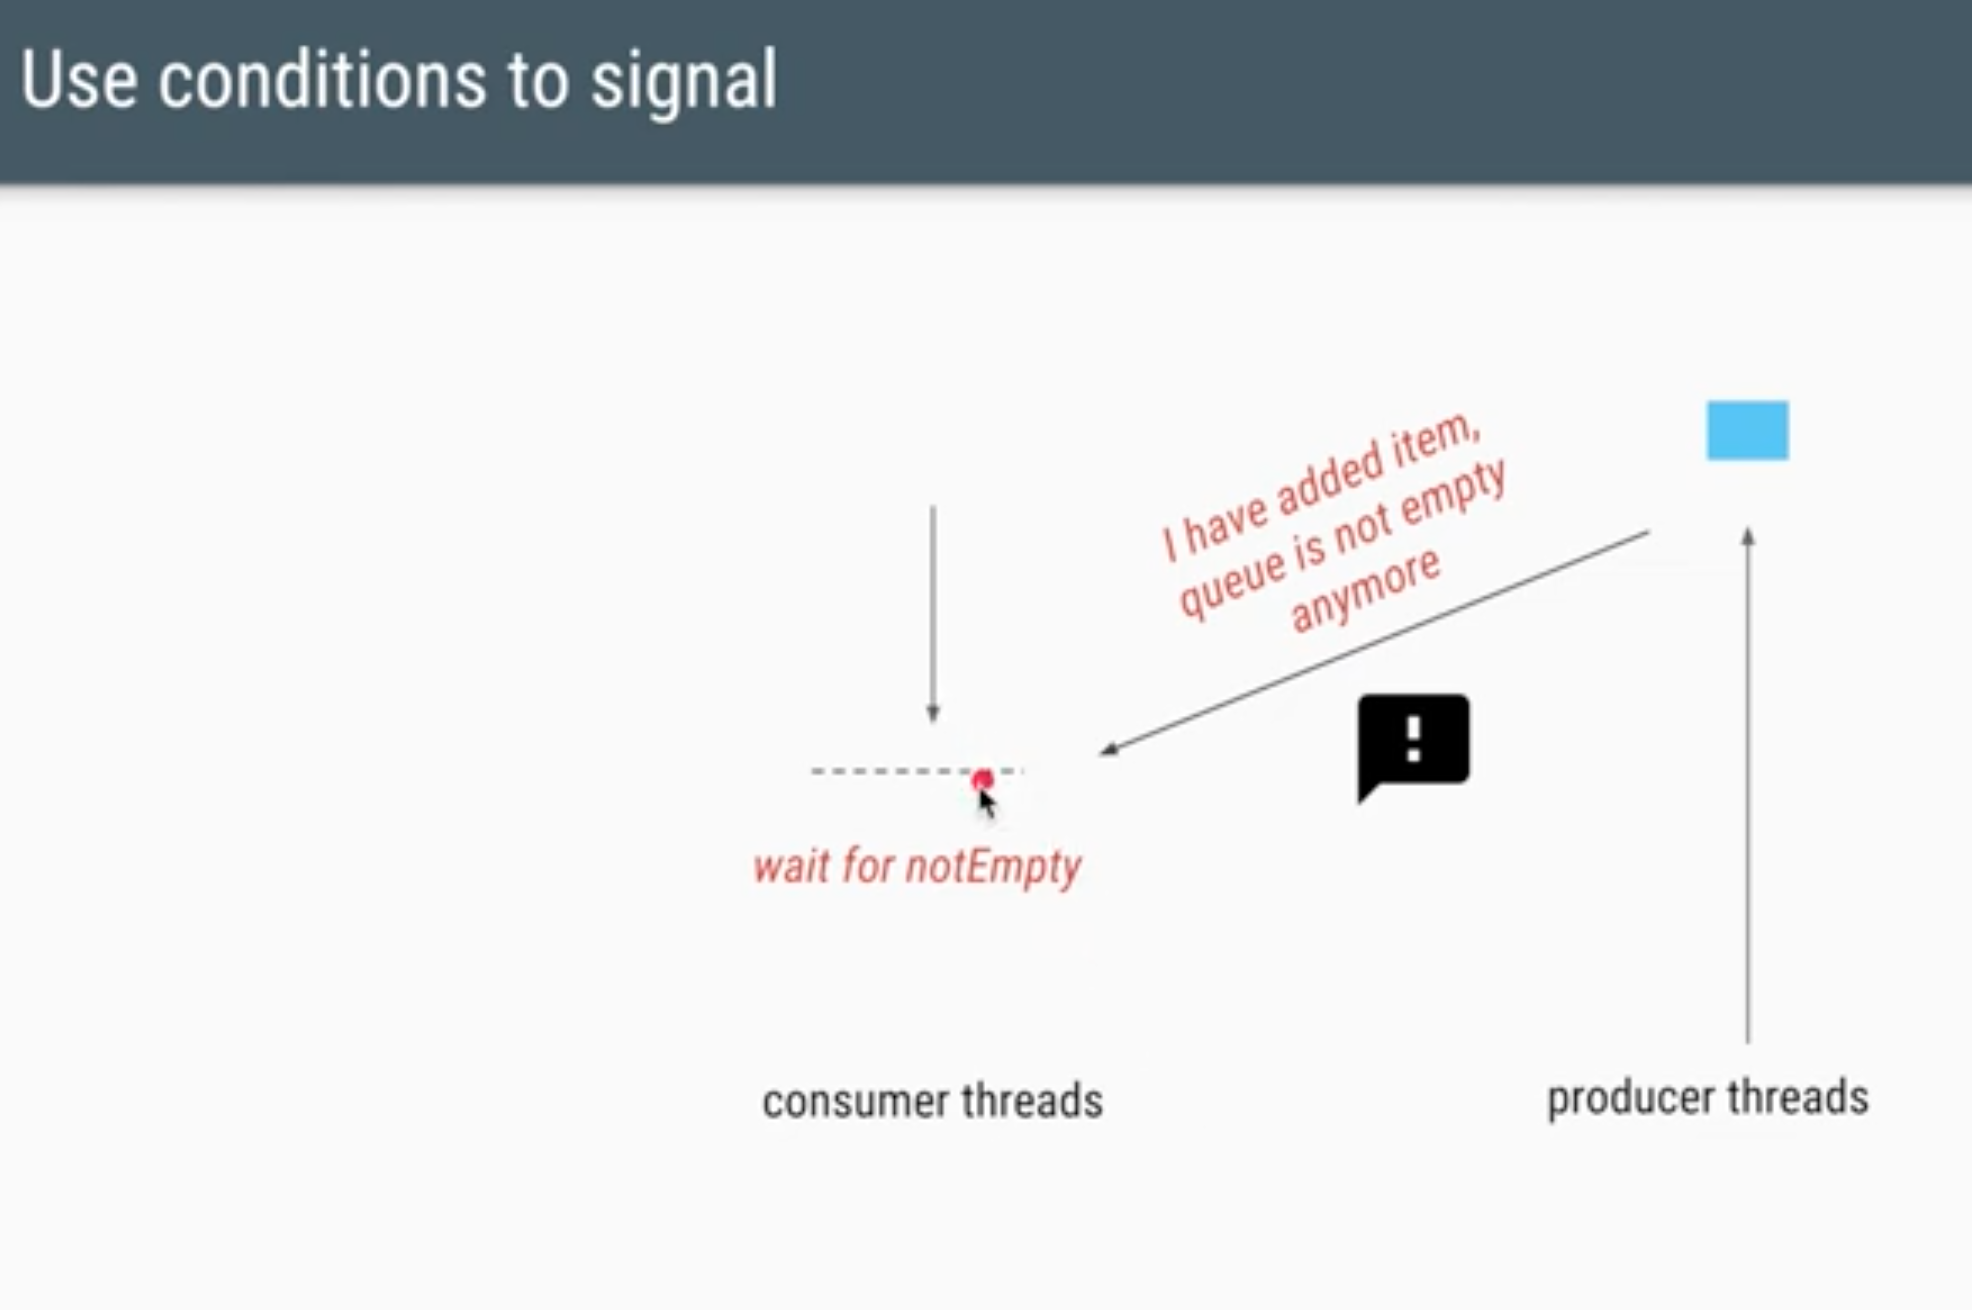 Use conditions to signal
I have added item,
queue is not empty
anymore
wait for notEmpty
consumer threads
producer threads